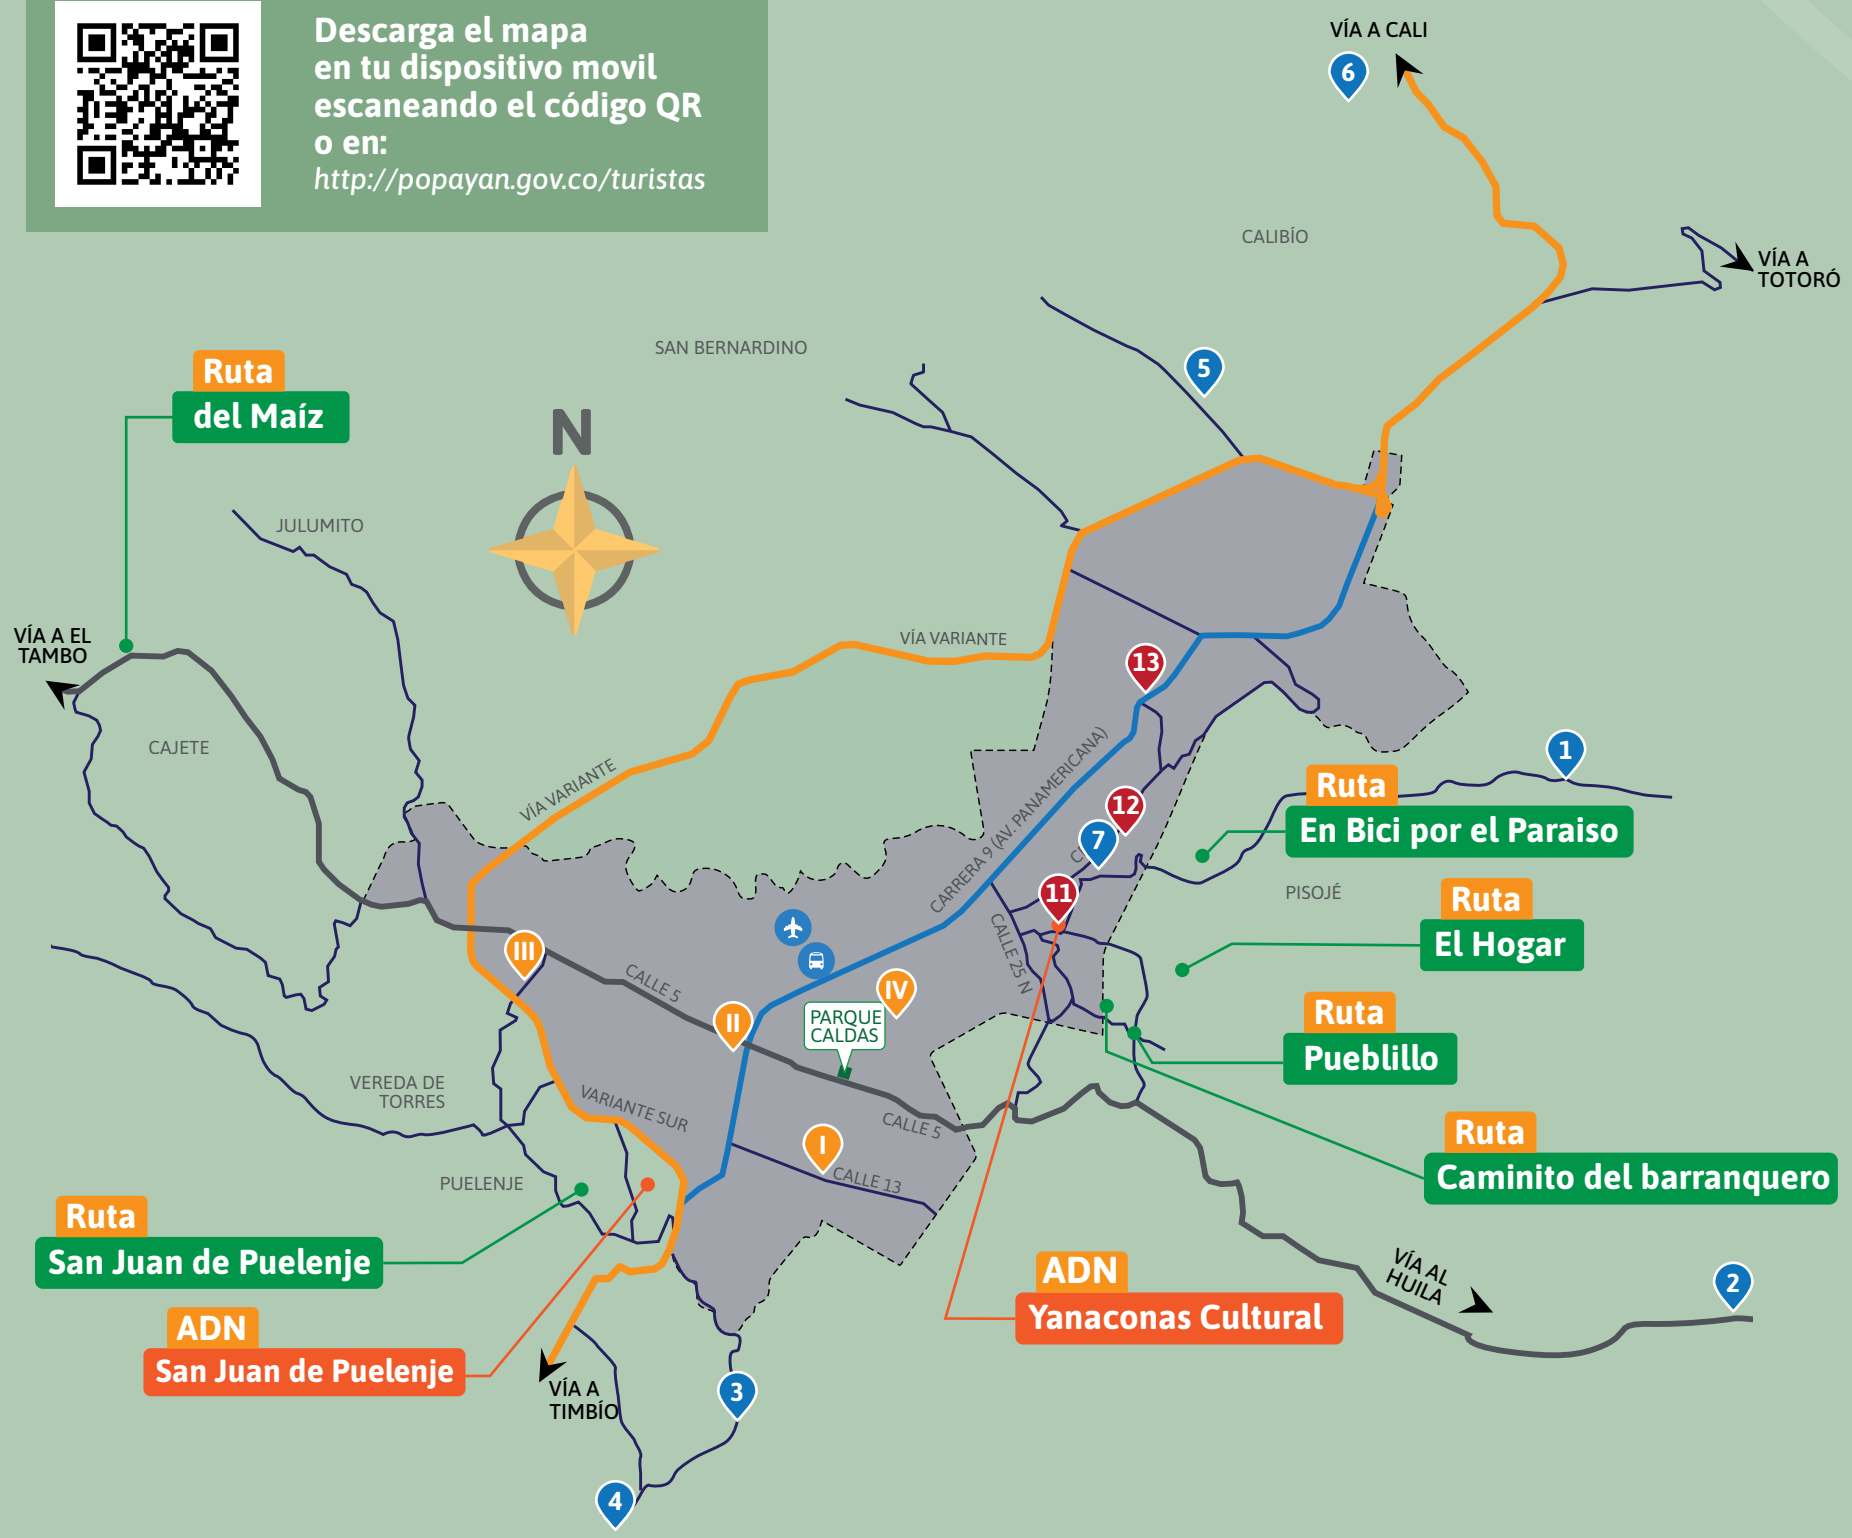 Descarga el mapa
en tu dispositivo movil
escaneando el código QR
o en:
http://popayan.gov.co/turistas
VÍA A CALI
6
CALIBÍO
VÍA A
TOTORÓ
SAN BERNARDINO
5
Ruta
del Maíz
N
JULUMITO
VÍA A EL
TAMBO
VÍA VARIANTE
13
CAJETE
VÍA VARIANTE
CARRERA 9 (AV. PANAMERICANA)
1
Ruta
En Bici por el Paraiso
12
7
PISOJÉ
11
Ruta
El Hogar
III
CALLE 5
II
IV
PARQUE
CALDAS
CALLE 25 N
Ruta
Pueblillo
VEREDA DE
TORRES
VARIANTE SUR
CALLE 5
I
CALLE 13
Ruta
Caminito del barranquero
PUELENJE
Ruta
San Juan de Puelenje
ADN
Yanaconas Cultural
VÍA AL
HUILA
2
ADN
San Juan de Puelenje
VÍA A
TIMBÍO
3
4